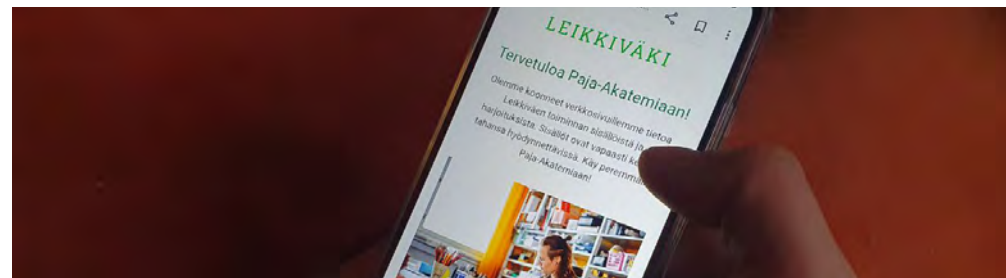 LEIKKIVÄKI
Tervetuloa Paja-Akatemiaan!
Olemme koonneet verkkosivuillemme tietoa
Leikkiväen toiminnan sisällöistä ja
harjoituksista. Sisällöt ovat vapaasti
tahansa hyödynnettävissä. Käy
Paja-Akatemiaan!